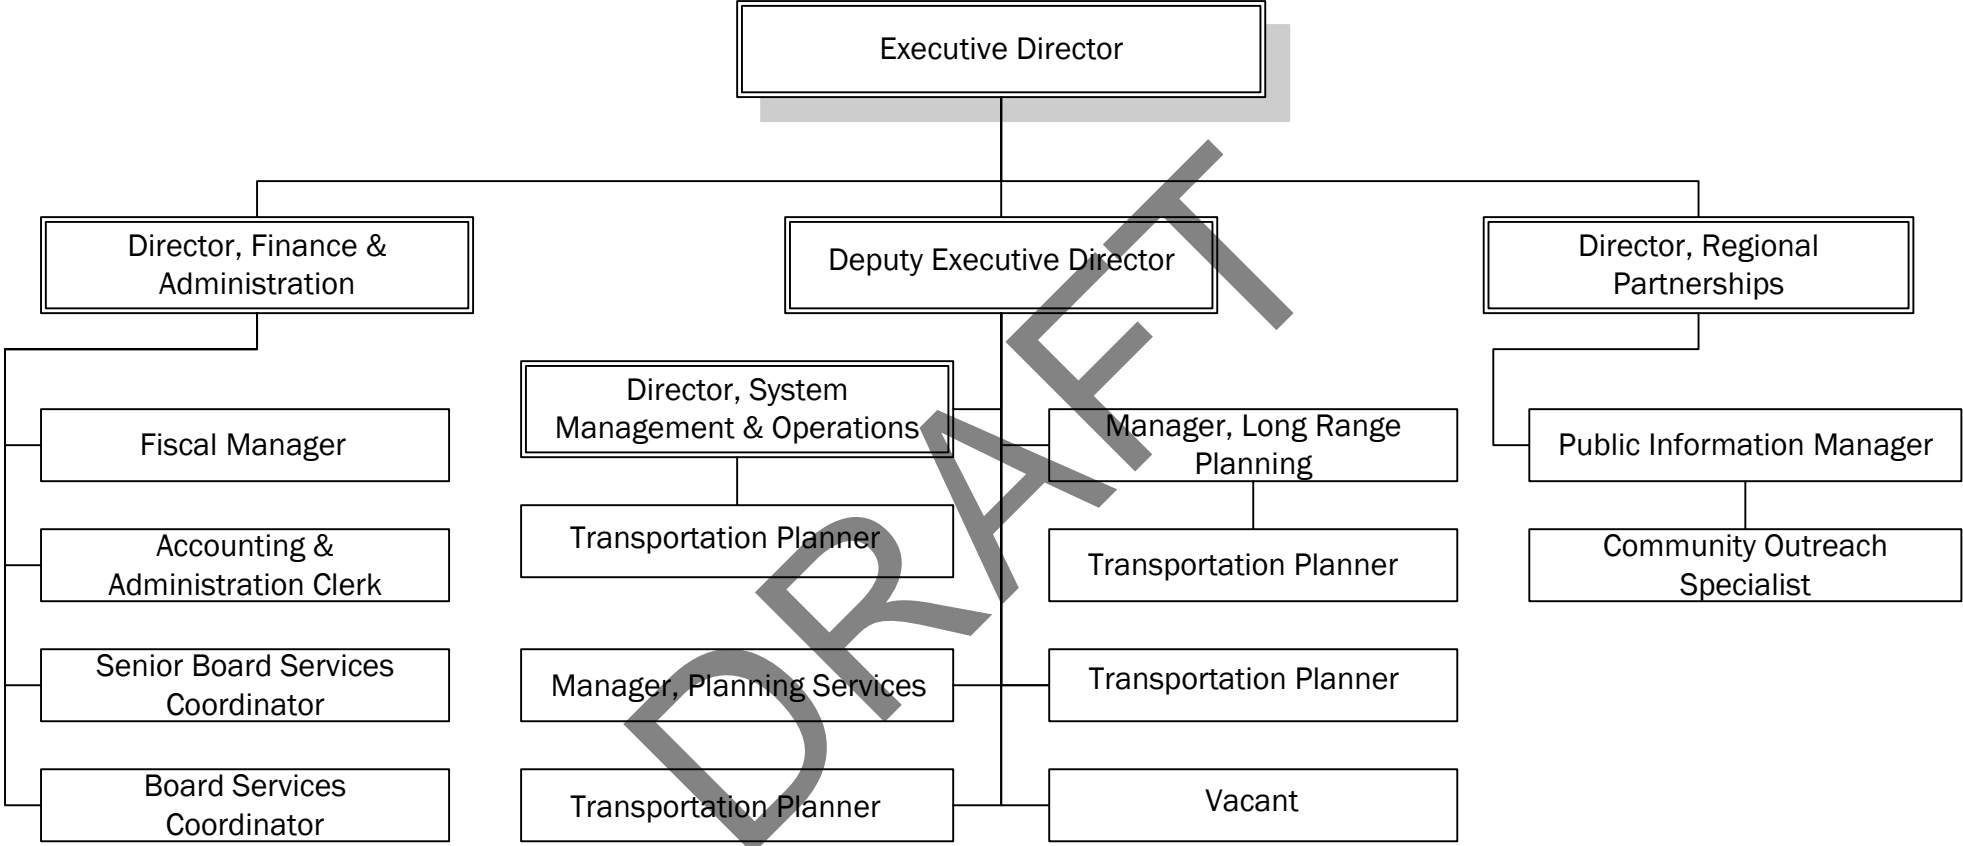 Executive Director
Director, Finance &
Administration
Deputy Executive Director
Director, Regional
Partnerships
Director, System
Management & Operations
Manager, Long Range
Planning
Fiscal Manager
Public Information Manager
Transportation Planner
Transportation Planner
Accounting &
Administration Clerk
Community Outreach
Specialist
Senior Board Services
Coordinator
Manager, Planning Services
Transportation Planner
Board Services
Coordinator
Transportation Planner
Vacant
DRAFT